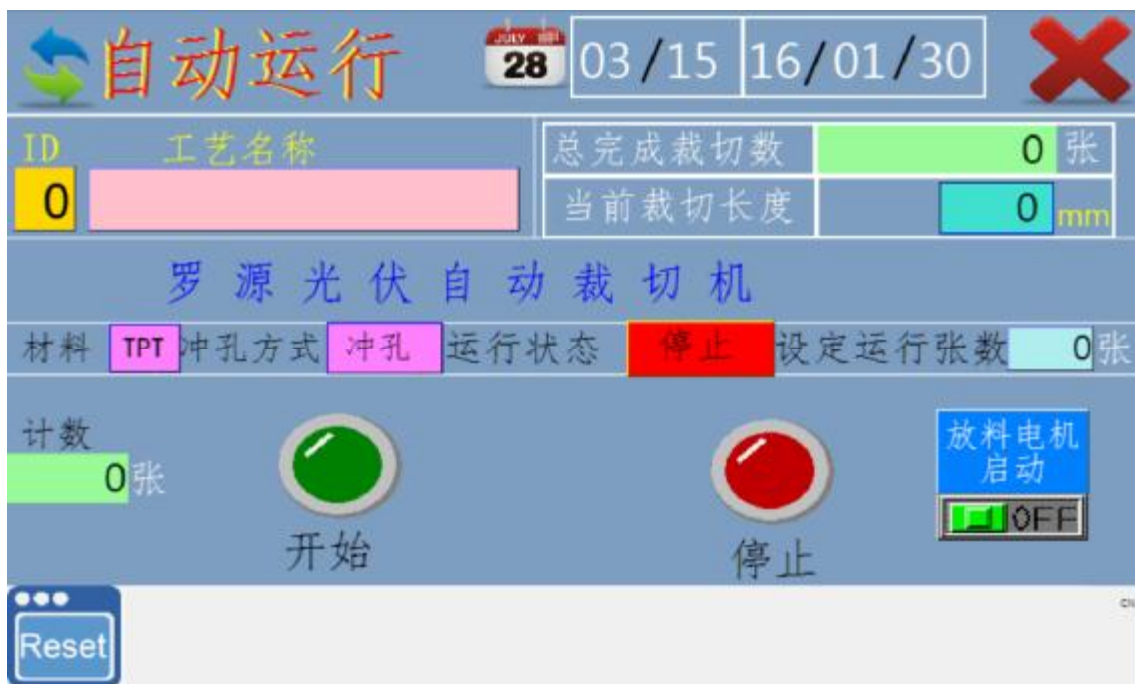 自动运行 JULY 28 03/15 16/01/30
ID 工艺名称 总完成裁切数 0 张
0 当前裁切长度 0 mm
罗源光伏自动裁切机
材料 TPT 冲孔方式 冲孔 运行状态 停止 设定运行张数 0张
计数 放料电机
0张 启动
OFF
开始 停止
Reset